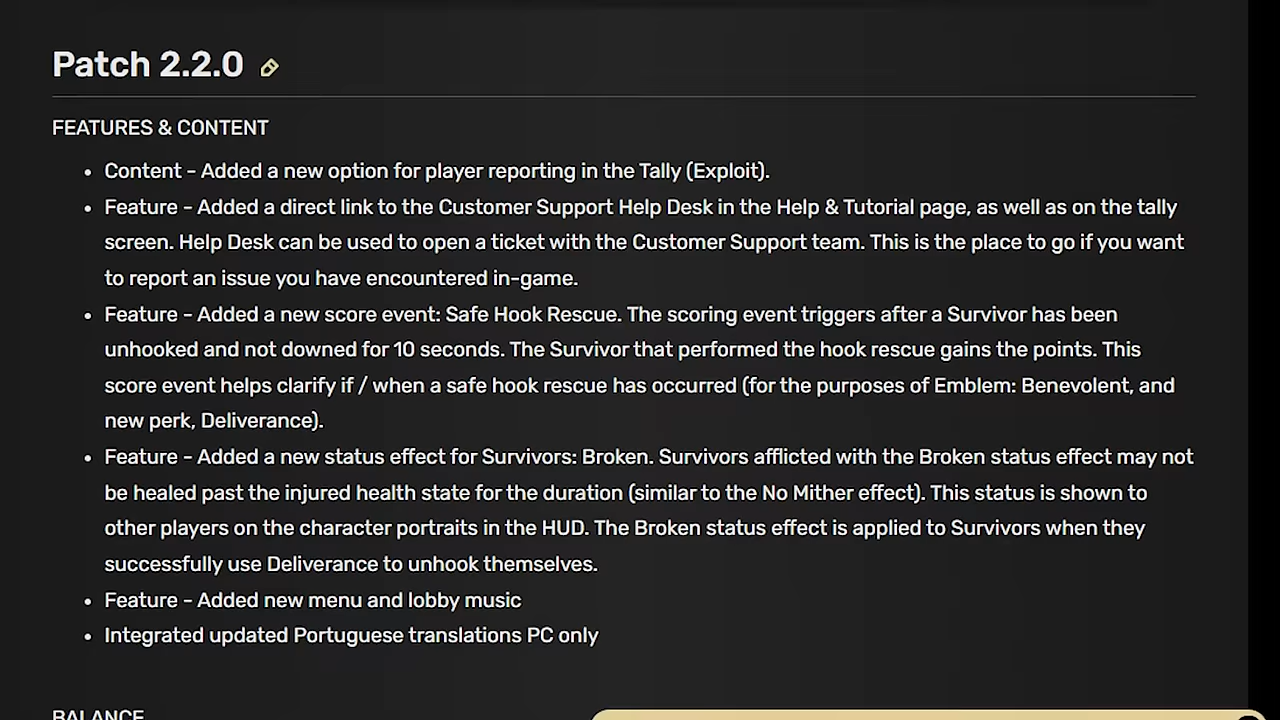 Patch 2.2.0
FEATURES & CONTENT
• Content - Added a new option for player reporting in the Tally (Exploit).
• Feature - Added a direct link to the Customer Support Help Desk in the Help & Tutorial page, as well as on the tally
screen. Help Desk can be used to open a ticket with the Customer Support team. This is the place to go if you want
to report an issue you have encountered in-game.
• Feature - Added a new score event: Safe Hook Rescue. The scoring event triggers after a Survivor has been
unhooked and not downed for 10 seconds. The Survivor that performed the hook rescue gains the points. This
score event helps clarify if / when a safe hook rescue has occurred (for the purposes of Emblem: Benevolent, and
new perk, Deliverance).
• Feature - Added a new status effect for Survivors: Broken. Survivors afflicted with the Broken status effect may not
be healed past the injured health state for the duration (similar to the No Mither effect). This status is shown to
other players on the character portraits in the HUD. The Broken status effect is applied to Survivors when they
successfully use Deliverance to unhook themselves.
• Feature - Added new menu and lobby music
• Integrated updated Portuguese translations PC only
BALANCE